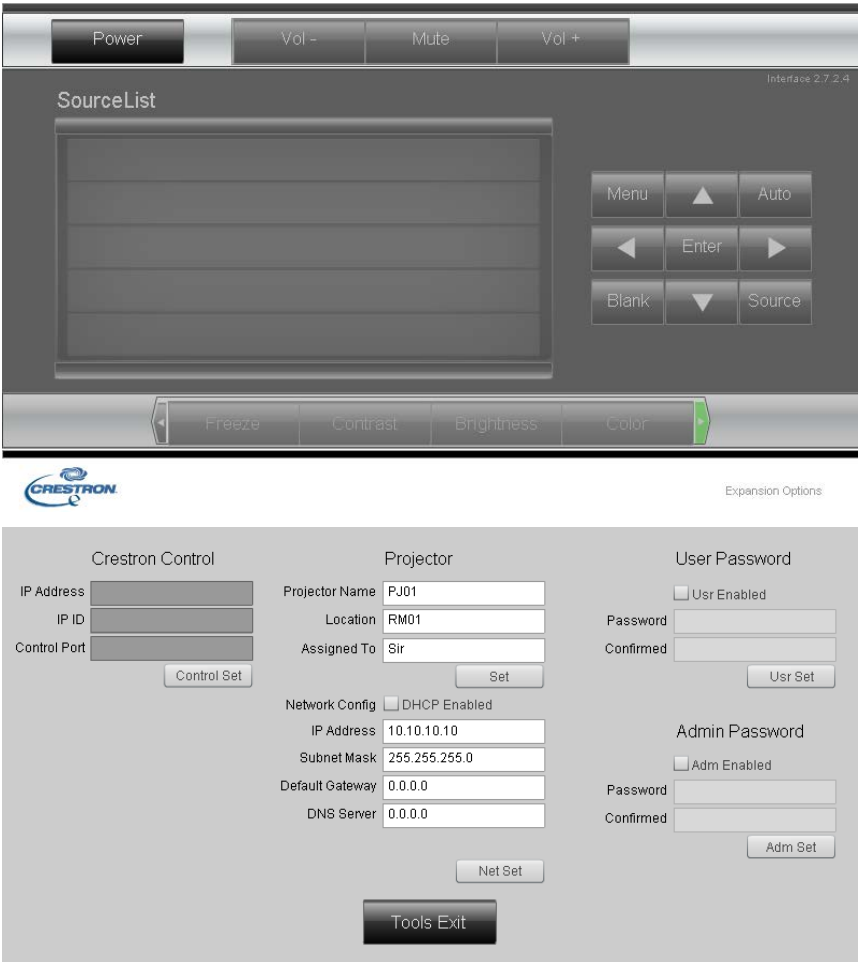 Power Vol - Mute Vol +
Interface 2.7.2.4
SourceList
Menu Auto
Enter
Blank Source
Freeze Contrast Brightness Color
CRESTRON
Expansion Options
Crestron Control
IP Address
IP ID
Control Port
Control Set
Projector
Projector Name PJ01
Location RM01
Assigned To Sir
Set
Network Config DHCP Enabled
IP Address 10.10.10.10
Subnet Mask 255.255.255.0
Default Gateway 0.0.0.0
DNS Server 0.0.0.0
Net Set
User Password
Usr Enabled
Password
Confirmed
Usr Set
Admin Password
Adm Enabled
Password
Confirmed
Adm Set
Tools Exit